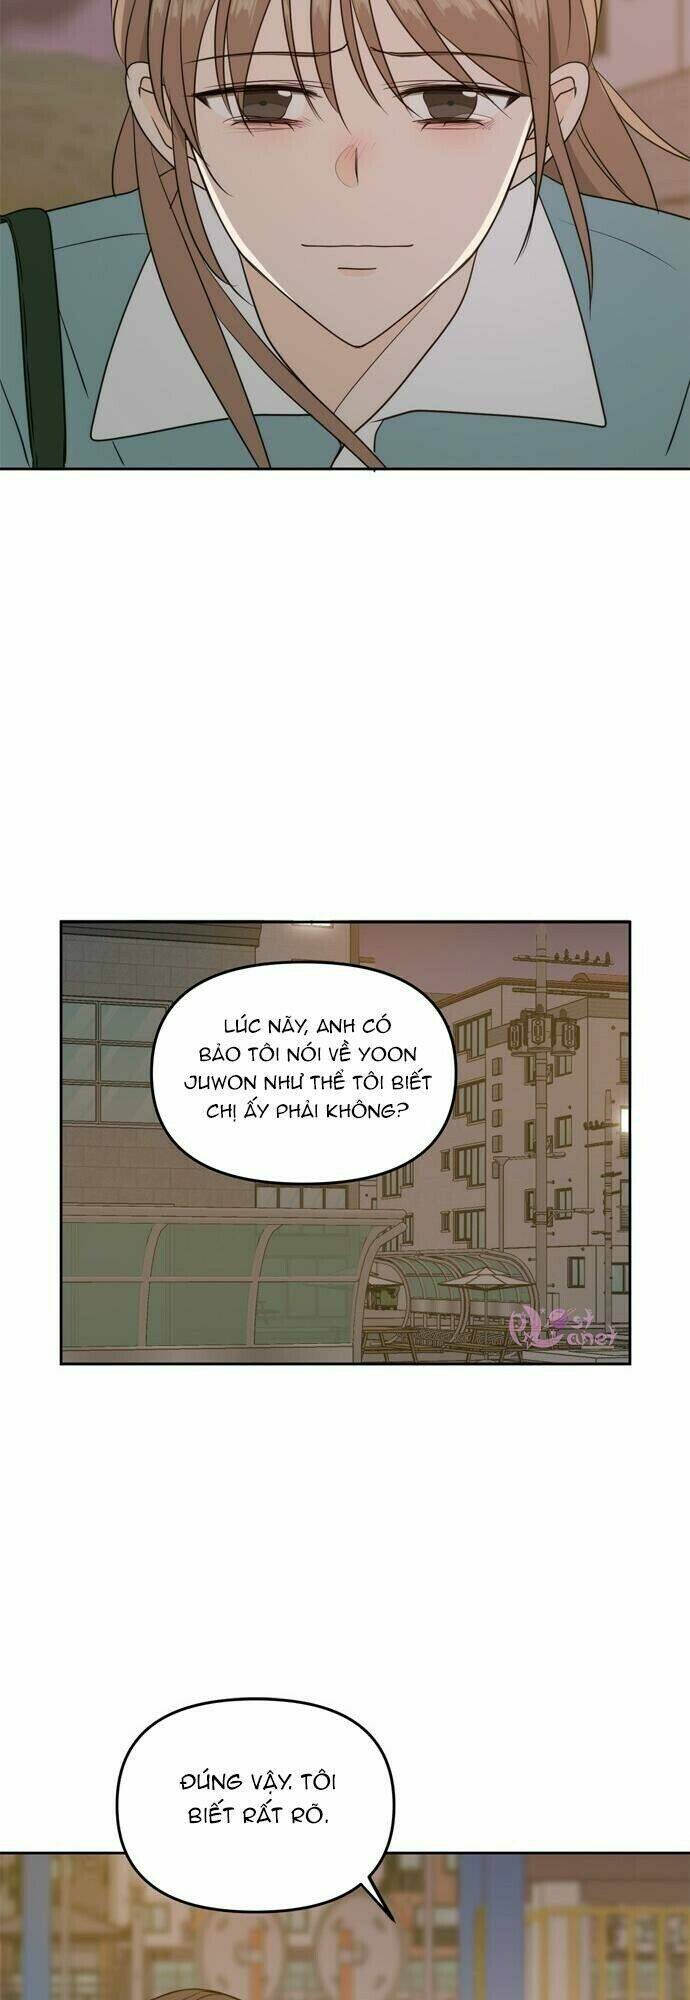 LÚC NÃY, ANH CÓ
BẢO TÔI NÓI VỀ YOON
JUWON NHƯ THỂ TÔI BIẾT
CHỊ ẤY PHẢI KHÔNG?
ĐÚNG VẬY. TÔI
BIẾT RẤT RÕ.